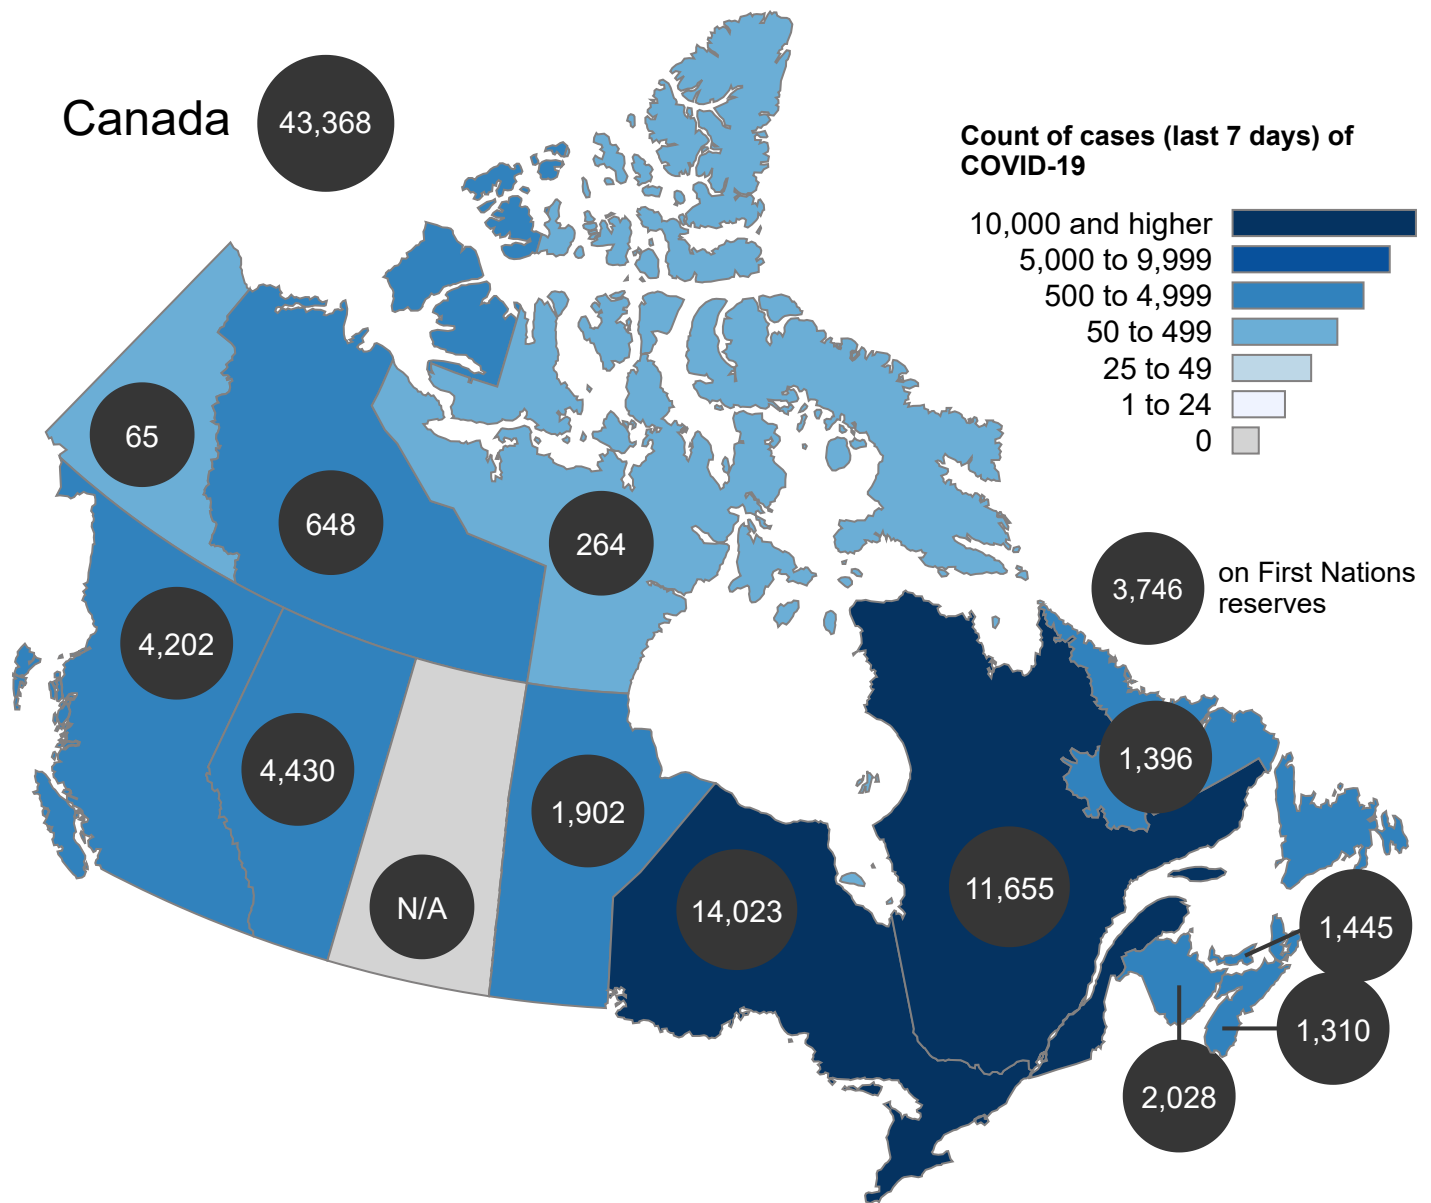 Canada
43,368
Count of cases (last 7 days) of
COVID-19
10,000 and higher
5,000 to 9,999
500 to 4,999
50 to 499
25 to 49
1 to 24
0
65
648
264
3,746
on First Nations
reserves
4,202
4,430
1,902
1,396
N/A
14,023
11,655
1,445
1,310
2,028